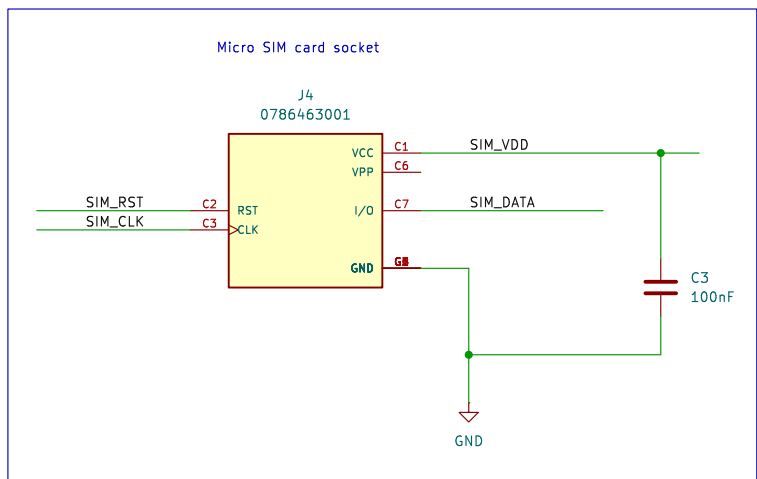 Micro SIM card socket
J4
0786463001
VCC C1 SIM_VDD
VPP C6
SIM_RST C2 RST I/O C7 SIM_DATA
SIM_CLK C3 CLK
GND
C3
100nF
GND